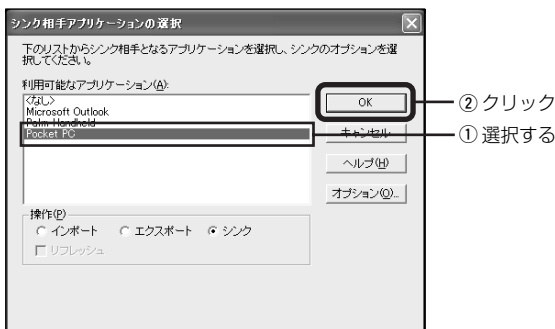 シンク相手アプリケーションの選択
下のリストからシンク相手となるアプリケーションを選択し、シンクのオプションを選
択してください。
利用可能なアプリケーション(A):
<なし>
Microsoft Outlook
Palm Handheld
Pocket PC
OK
キャンセル
ヘルプ(H)
オプション(O)...
② クリック
① 選択する
操作(P)
インポート エクスポート シンク
リフレッシュ